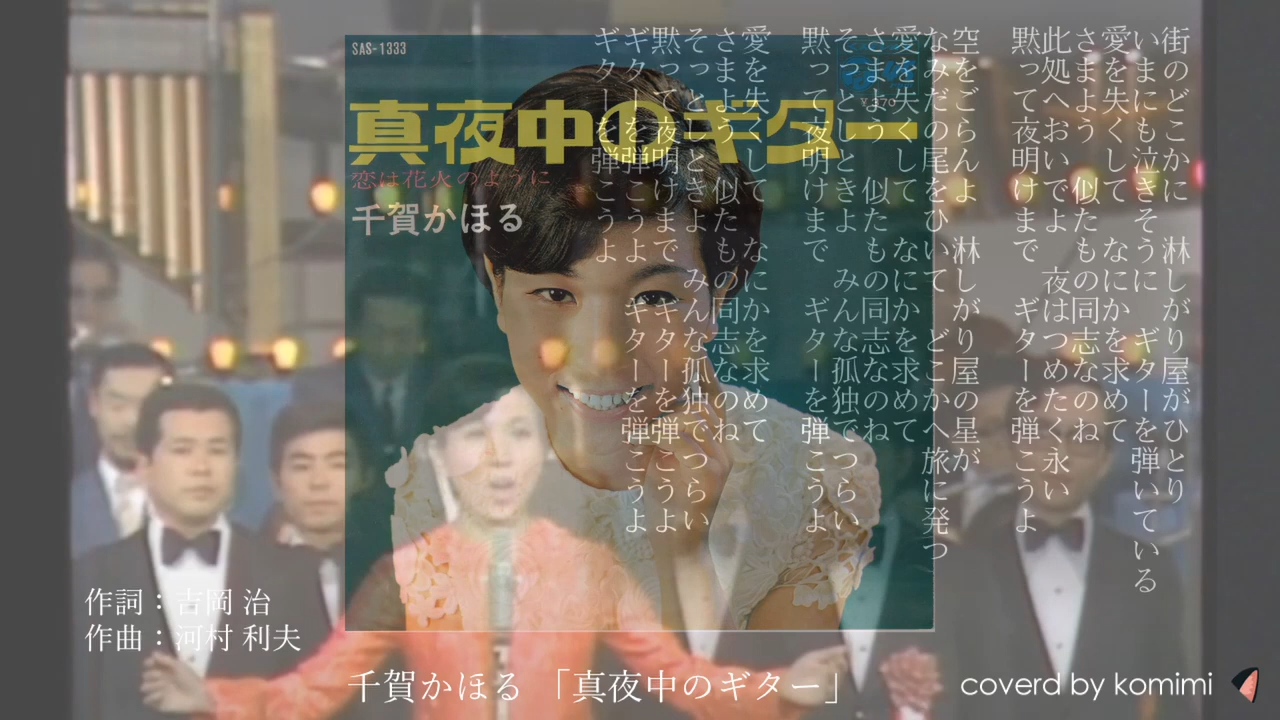 SAS-1333
¥370
真夜中のギター
恋は花火のように
千賀かほる
街のどこかに 淋しがり屋がひとり
いまにも泣きそうに ギターを弾いている
愛を失くして なにかを求めて
さまよう 似たもの同志なのね
此処へおいでよ 夜はつめたく永い
黙って夜明けまで ギターを弾こうよ
空をごらんよ 淋しがり屋の星が
なみだの尾をひいて どこかへ旅に発つ
愛を失くして なにかを求めて
さまよう 似たもの同志なのね
そっとしときよ みんな孤独でつらい
黙って夜明けまで ギターを弾こうよ
愛を失くして なにかを求めて
さまよう 似たもの同志なのね
そっとしときよ みんな孤独でつらい
黙って夜明けまで ギターを弾こうよ
ギターを弾こうよ ギターを弾こうよ
ギターを弾こうよ
作詞：吉岡 治
作曲：河村 利夫
千賀かほる 「真夜中のギター」
coverd by komimi